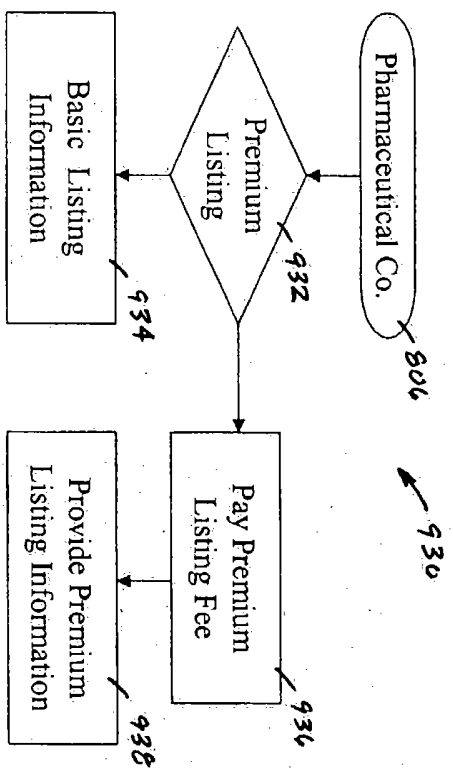 Pharmaceutical Co.
806
930
Premium
Listing
932
Pay Premium
Listing Fee
936
Basic Listing
Information
934
Provide Premium
Listing Information
938